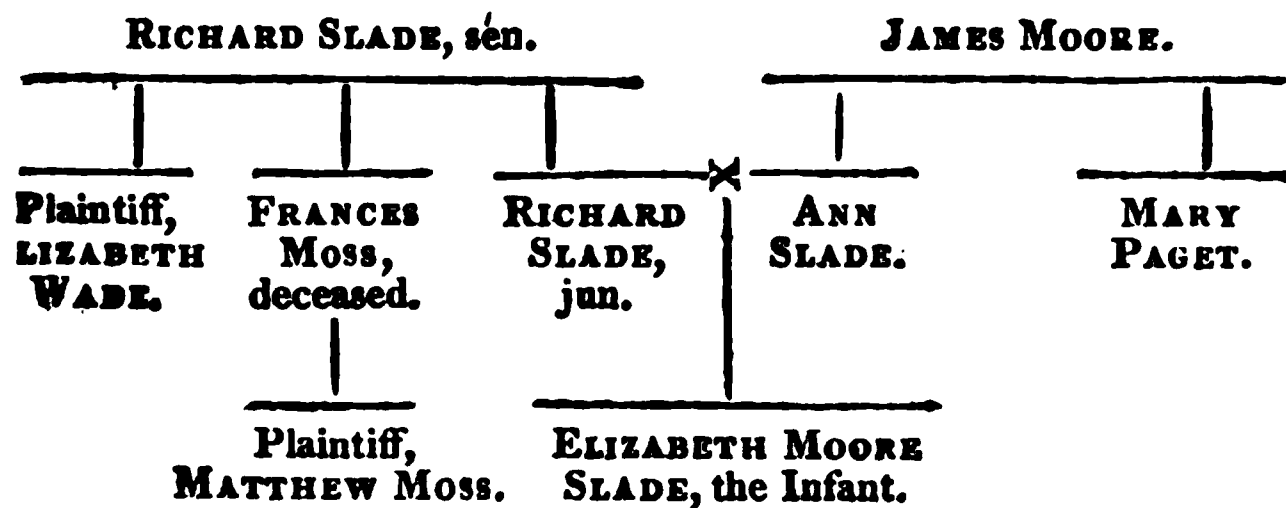 RICHARD SLADE, sén.
JAMES MOORE.
Plaintiff,
LIZABETH
WADE.
FRANCES
MOSS,
deceased.
RICHARD
SLADE,
jun.
ANN
SLADE.
MARY
PAGET.
Plaintiff,
MATTHEW MOSS.
ELIZABETH MOORE
SLADE, the Infant.